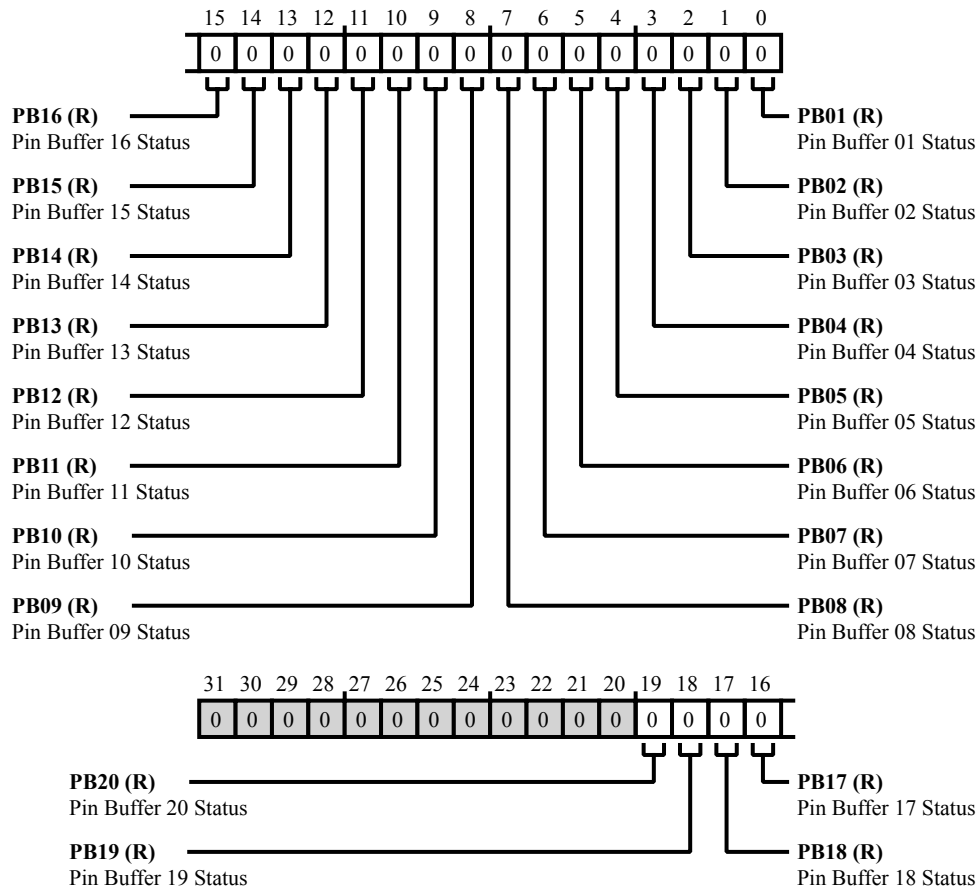 15 14 13 12 11 10 9 8 7 6 5 4 3 2 1 0
0 0 0 0 0 0 0 0 0 0 0 0 0 0 0 0
PB16 (R)
Pin Buffer 16 Status
PB01 (R)
Pin Buffer 01 Status
PB15 (R)
Pin Buffer 15 Status
PB02 (R)
Pin Buffer 02 Status
PB14 (R)
Pin Buffer 14 Status
PB03 (R)
Pin Buffer 03 Status
PB13 (R)
Pin Buffer 13 Status
PB04 (R)
Pin Buffer 04 Status
PB12 (R)
Pin Buffer 12 Status
PB05 (R)
Pin Buffer 05 Status
PB11 (R)
Pin Buffer 11 Status
PB06 (R)
Pin Buffer 06 Status
PB10 (R)
Pin Buffer 10 Status
PB07 (R)
Pin Buffer 07 Status
PB09 (R)
Pin Buffer 09 Status
PB08 (R)
Pin Buffer 08 Status
31 30 29 28 27 26 25 24 23 22 21 20 19 18 17 16
0 0 0 0 0 0 0 0 0 0 0 0 0 0 0 0
PB20 (R)
Pin Buffer 20 Status
PB17 (R)
Pin Buffer 17 Status
PB19 (R)
Pin Buffer 19 Status
PB18 (R)
Pin Buffer 18 Status